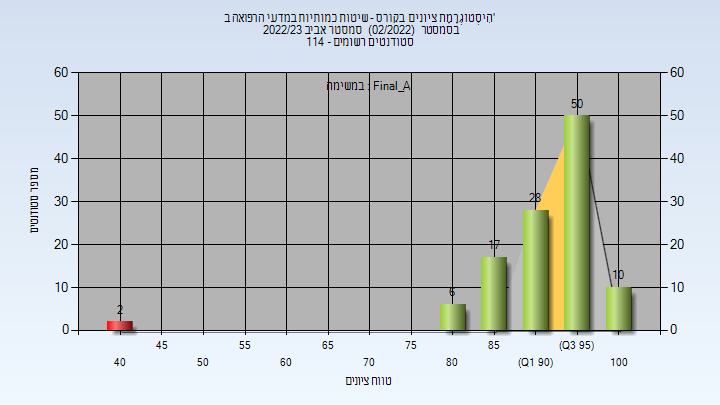 היסטוגרמת ציונים בקורס - שיטות כמותיות במדעי הרפואה ב'
בסמסטר (02/2022) סמסטר אביב 2022/23
סטודנטים רשומים - 114
במשימה : Final_A
מספר סטודנטים
60 60
50 50
40 40
30 30
20 20
10 10
0 0
2 6 17 28 50 10
45 55 65 75 85 (Q3 95)
40 50 60 70 80 (Q1 90) 100
טווח ציונים